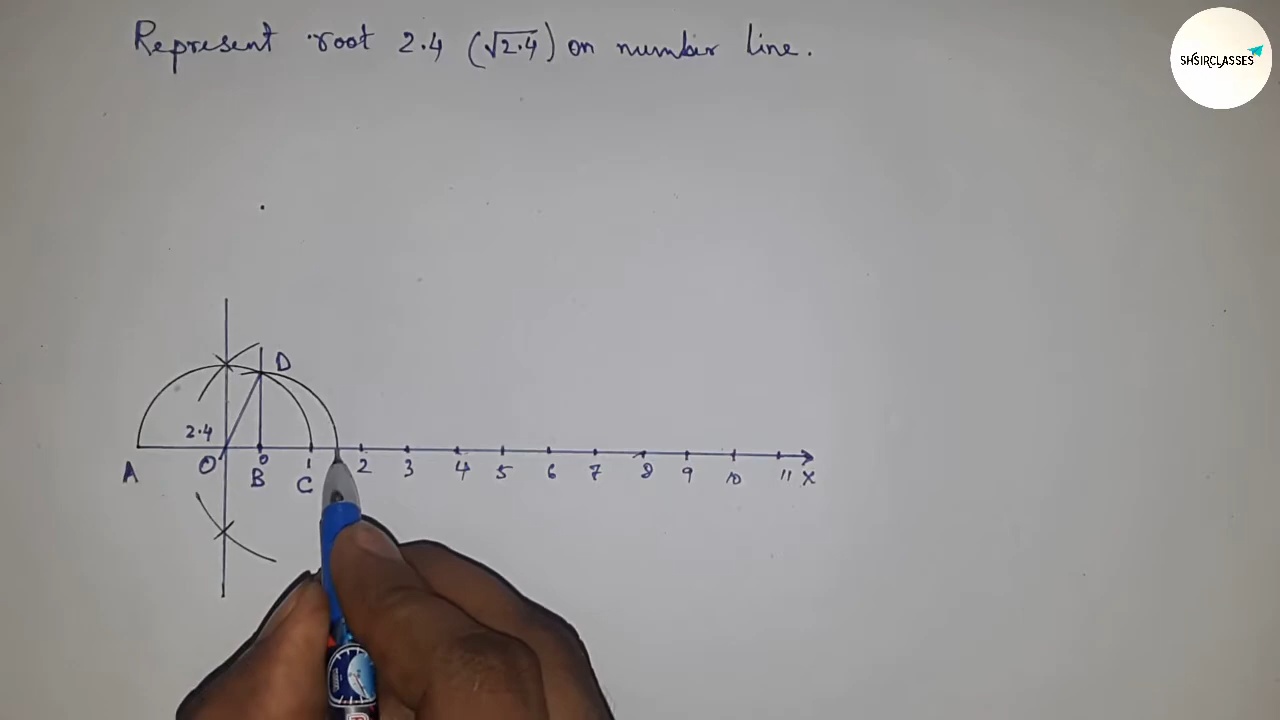 Represent root 2.4 (√2.4) on number line.
SHSIRCLASSES
D
2.4
A O B 0 C 1 2 3 4 5 6 7 8 9 10 11 X